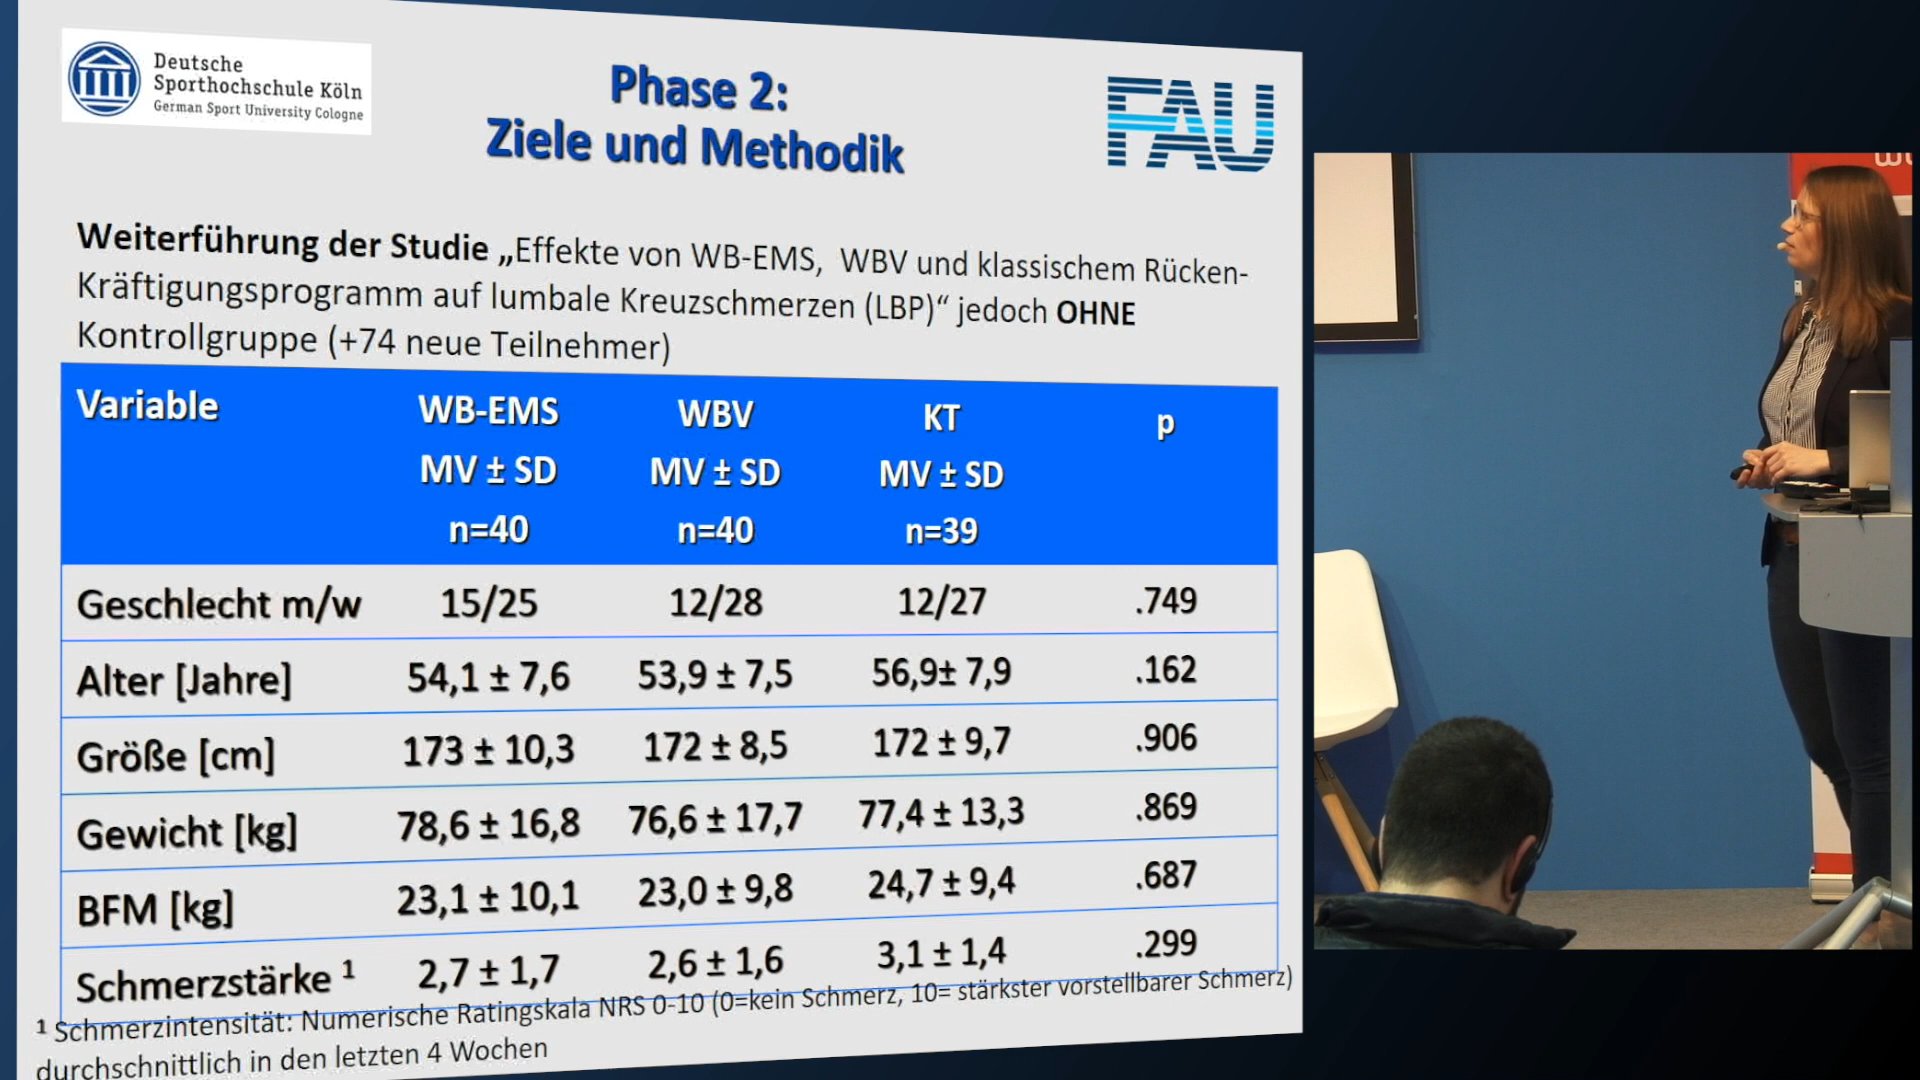 Deutsche
Sporthochschule Köln
German Sport University Cologne
Phase 2:
Ziele und Methodik
FAU
Weiterführung der Studie „Effekte von WB-EMS, WBV und klassischem Rücken-
Kräftigungsprogramm auf lumbale Kreuzschmerzen (LBP)“ jedoch OHNE
Kontrollgruppe (+74 neue Teilnehmer)
Variable WB-EMS WBV KT p
MV ± SD MV ± SD MV ± SD
n=40 n=40 n=39
Geschlecht m/w 15/25 12/28 12/27 .749
Alter [Jahre] 54,1 ± 7,6 53,9 ± 7,5 56,9± 7,9 .162
Größe [cm] 173 ± 10,3 172 ± 8,5 172 ± 9,7 .906
Gewicht [kg] 78,6 ± 16,8 76,6 ± 17,7 77,4 ± 13,3 .869
BFM [kg] 23,1 ± 10,1 23,0 ± 9,8 24,7 ± 9,4 .687
Schmerzstärke ¹ 2,7 ± 1,7 2,6 ± 1,6 3,1 ± 1,4 .299
¹ Schmerzintensität: Numerische Ratingskala NRS 0-10 (0=kein Schmerz, 10= stärkster vorstellbarer Schmerz)
durchschnittlich in den letzten 4 Wochen